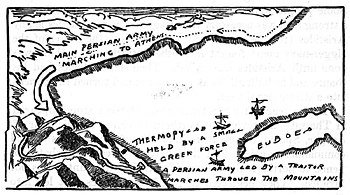 MAIN PERSIAN ARMY
MARCHING TO ATHENS
THERMOPYLAE
HELD BY A SMALL
GREEK FORCE
EUBOEA
A PERSIAN ARMY LED BY A TRAITOR
MARCHES THROUGH THE MOUNTAINS